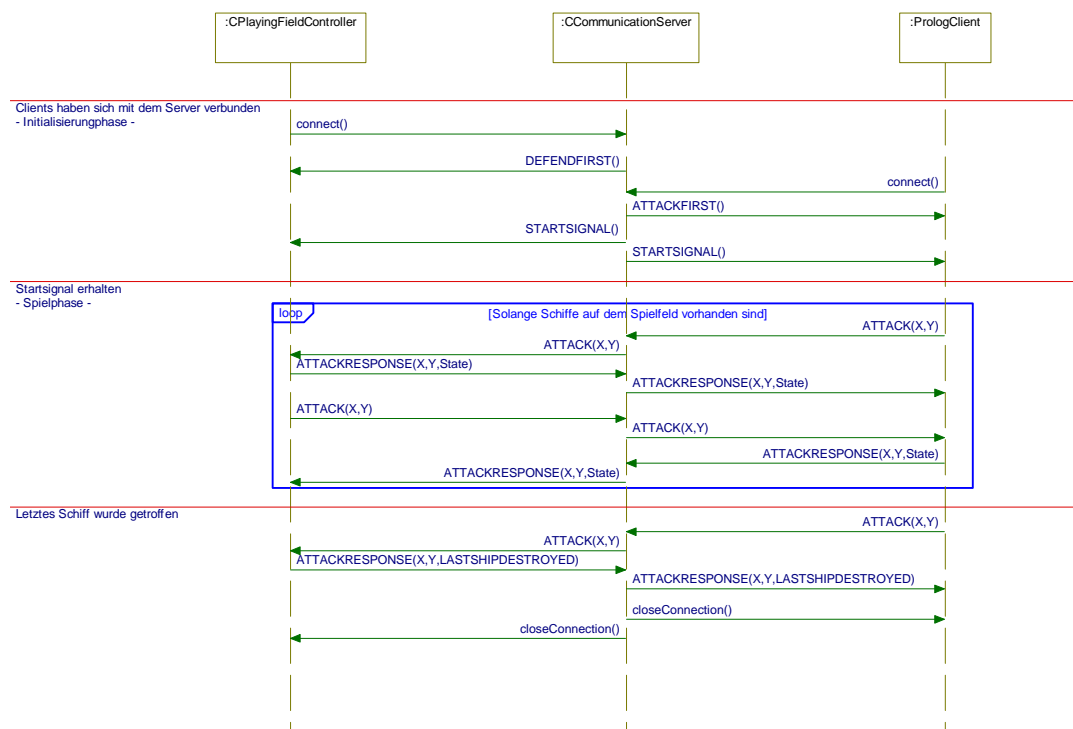 :CPlayingFieldController
:CCommunicationServer
:PrologClient
Clients haben sich mit dem Server verbunden
- Initialisierungphase -
connect()
DEFENDFIRST()
connect()
ATTACKFIRST()
STARTSIGNAL()
STARTSIGNAL()
Startsignal erhalten
- Spielphase -
loop
[Solange Schiffe auf dem Spielfeld vorhanden sind]
ATTACK(X,Y)
ATTACK(X,Y)
ATTACKRESPONSE(X,Y,State)
ATTACKRESPONSE(X,Y,State)
ATTACK(X,Y)
ATTACK(X,Y)
ATTACKRESPONSE(X,Y,State)
ATTACKRESPONSE(X,Y,State)
Letztes Schiff wurde getroffen
ATTACK(X,Y)
ATTACK(X,Y)
ATTACKRESPONSE(X,Y,LASTSHIPDESTROYED)
ATTACKRESPONSE(X,Y,LASTSHIPDESTROYED)
closeConnection()
closeConnection()